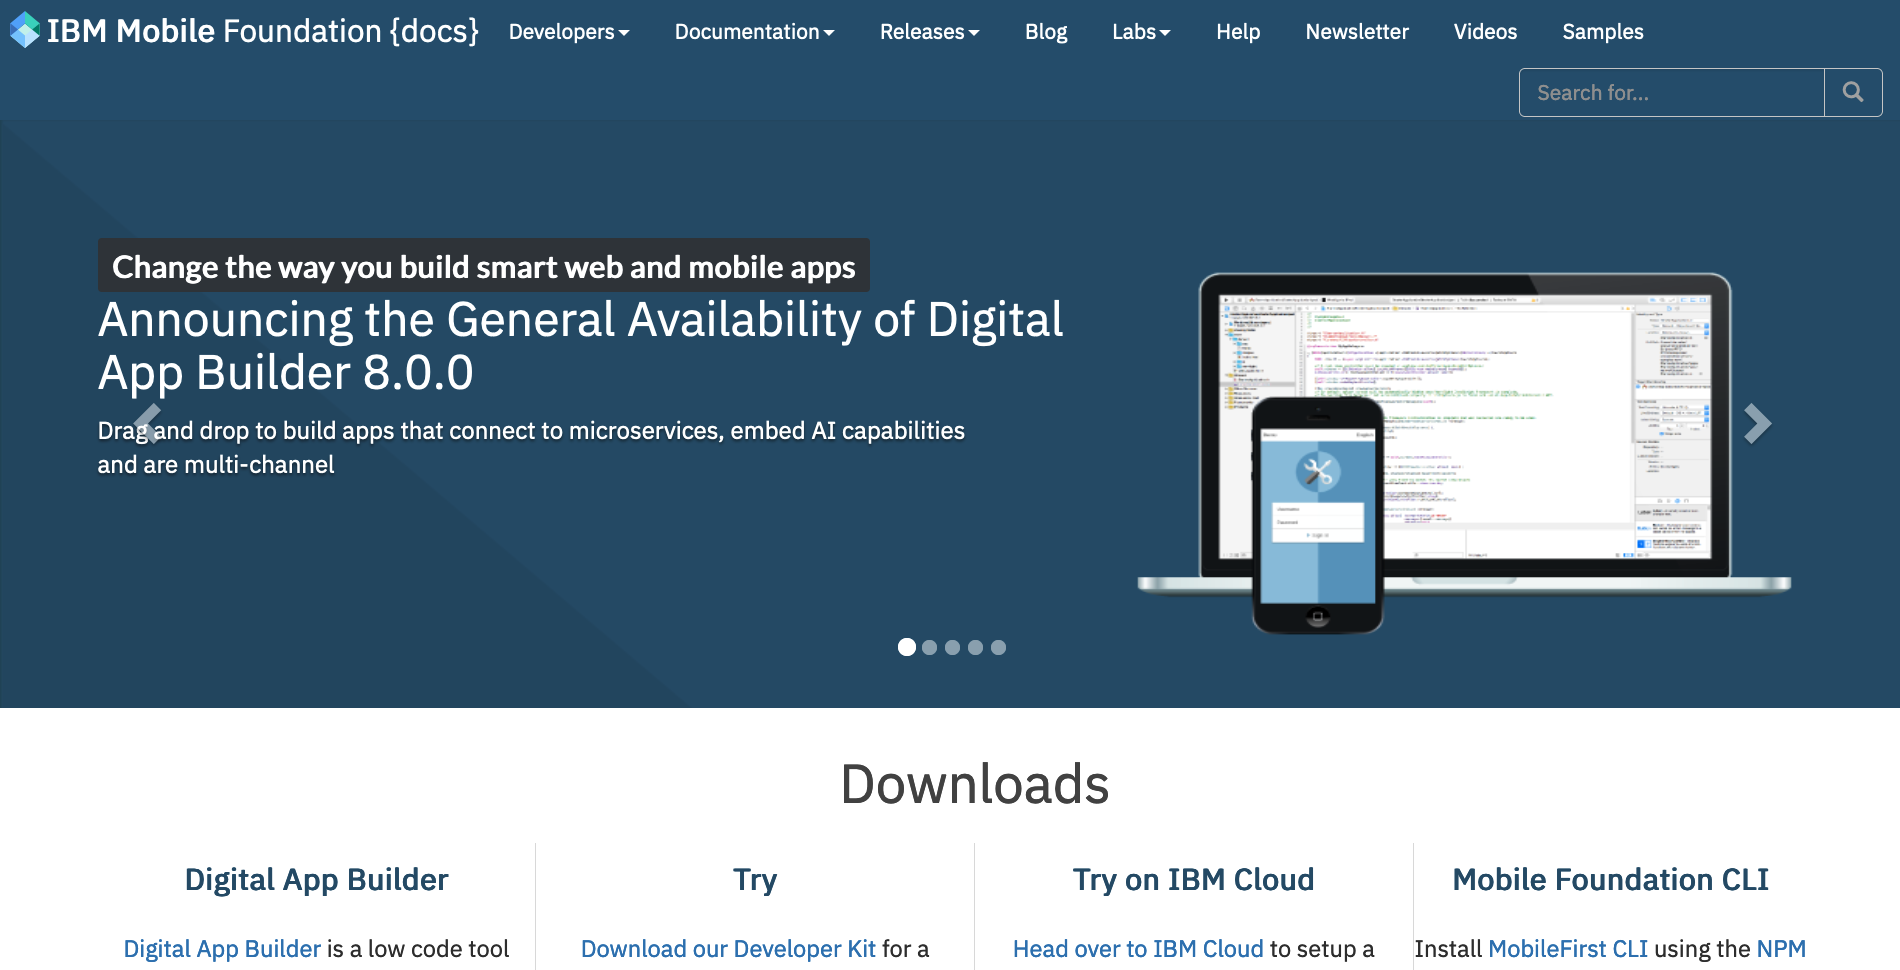 IBM Mobile Foundation {docs}
Developers
Documentation
Releases
Blog
Labs
Help
Newsletter
Videos
Samples
Search for...
Change the way you build smart web and mobile apps
Announcing the General Availability of Digital
App Builder 8.0.0
Drag and drop to build apps that connect to microservices, embed AI capabilities
and are multi-channel
Username
Password
Downloads
Digital App Builder
Digital App Builder is a low code tool
Try
Download our Developer Kit for a
Try on IBM Cloud
Head over to IBM Cloud to setup a
Mobile Foundation CLI
Install MobileFirst CLI using the NPM